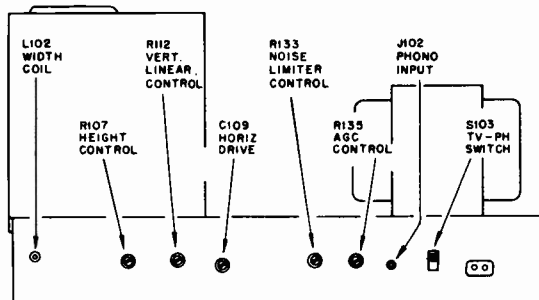 L102
WIDTH
COIL
R112
VERT.
LINEAR.
CONTROL
R133
NOISE
LIMITER
CONTROL
J102
PHONO
INPUT
R107
HEIGHT
CONTROL
C109
HORIZ
DRIVE
R135
AGC
CONTROL
S103
TV-PH
SWITCH